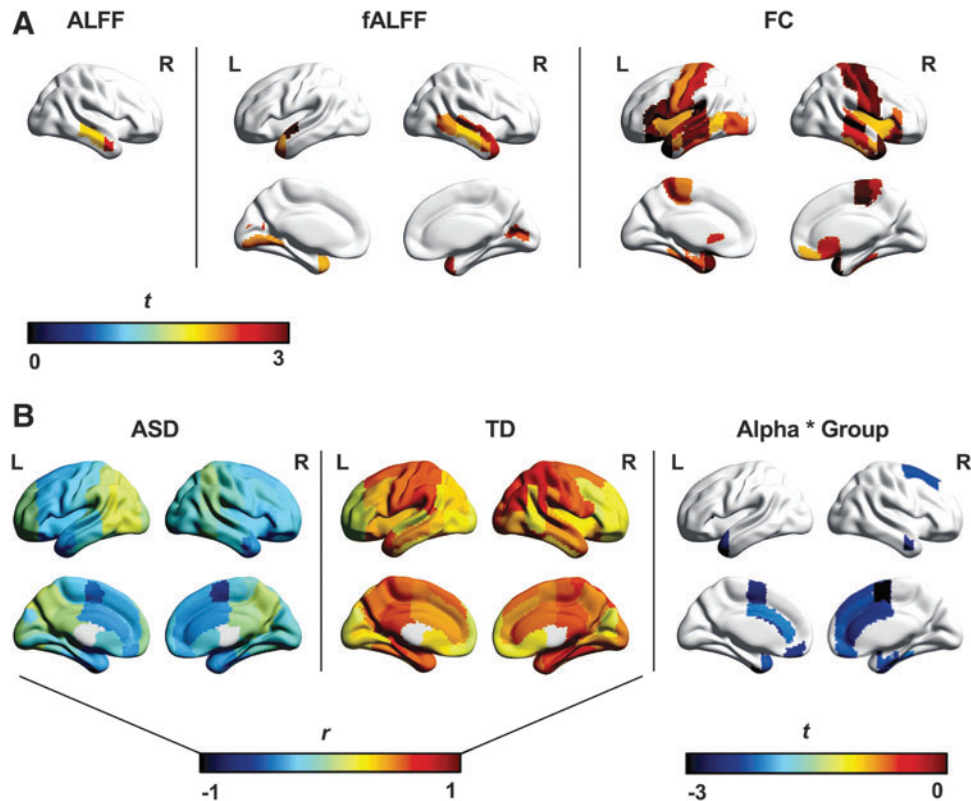 A
ALFF
fALFF
FC
R
L
R
L
R
t
0
3
B
ASD
TD
Alpha * Group
L
R
L
R
L
R
r
-1
1
t
-3
0